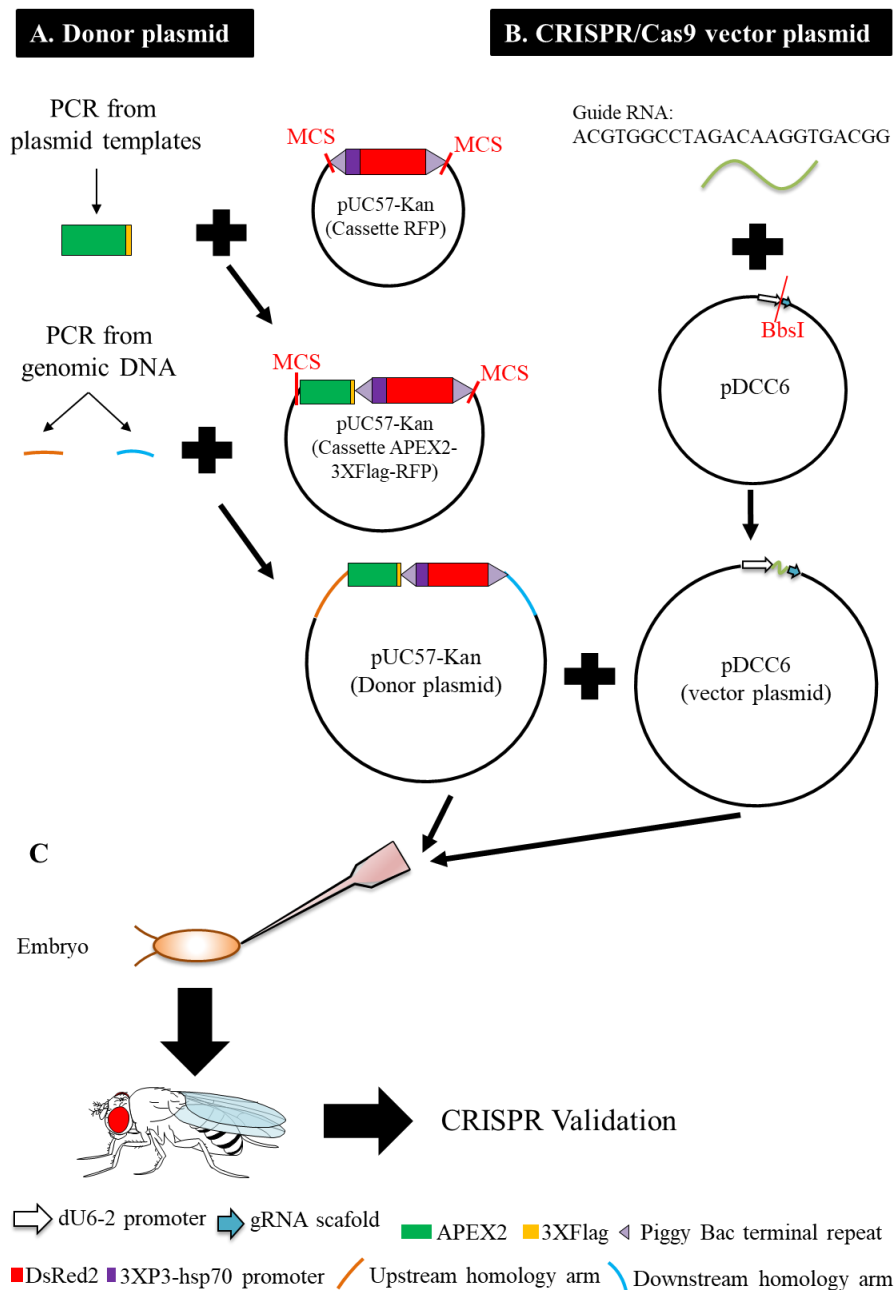 A. Donor plasmid
B. CRISPR/Cas9 vector plasmid
PCR from
plasmid templates
MCS
MCS
pUC57-Kan
(Cassette RFP)
Guide RNA:
ACGTGGCCTAGACAAGGTGACGG
BbsI
pDCC6
PCR from
genomic DNA
MCS
MCS
pUC57-Kan
(Cassette APEX2-
3XFlag-RFP)
pUC57-Kan
(Donor plasmid)
pDCC6
(vector plasmid)
C
Embryo
CRISPR Validation
dU6-2 promoter
gRNA scafold
APEX2
3XFlag
Piggy Bac terminal repeat
DsRed2
3XP3-hsp70 promoter
Upstream homology arm
Downstream homology arm